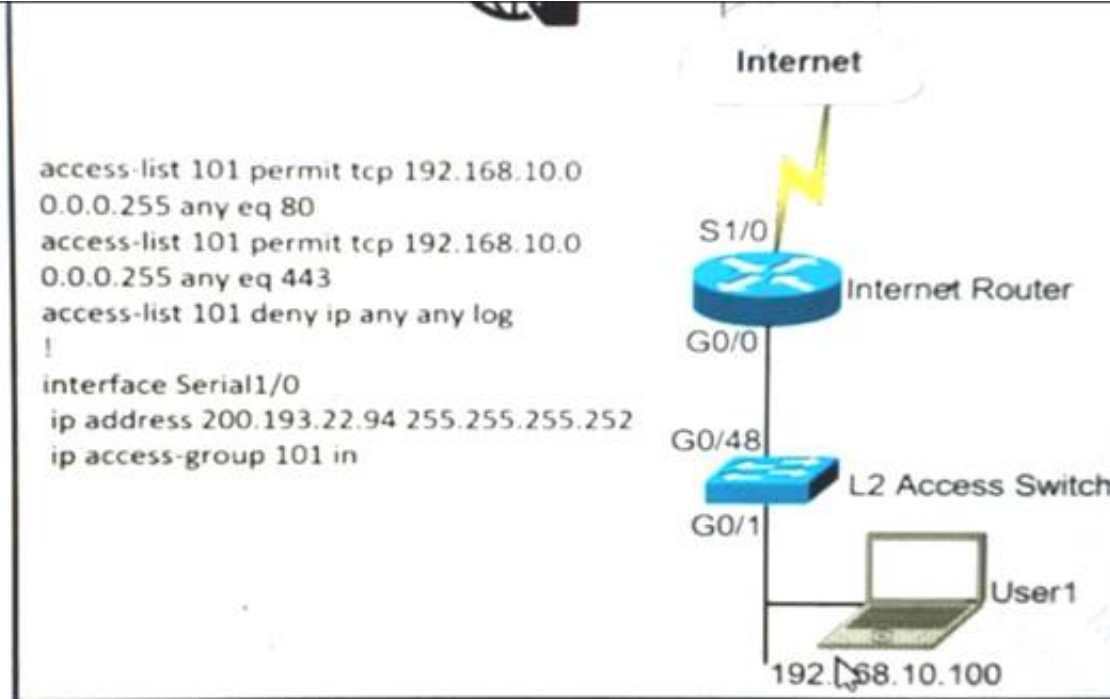 Internet
access-list 101 permit tcp 192.168.10.0
0.0.0.255 any eq 80
access-list 101 permit tcp 192.168.10.0
0.0.0.255 any eq 443
access-list 101 deny ip any any log
!
interface Serial1/0
ip address 200.193.22.94 255.255.255.252
ip access-group 101 in
S1/0
Internet Router
G0/0
G0/48
L2 Access Switch
G0/1
User1